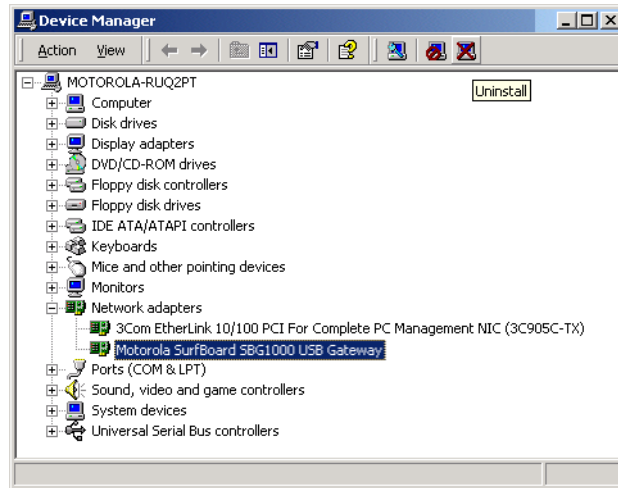 Device Manager
Action View
Uninstall
MOTOROLA-RUQ2PT
Computer
Disk drives
Display adapters
DVD/CD-ROM drives
Floppy disk controllers
Floppy disk drives
IDE ATA/ATAPI controllers
Keyboards
Mice and other pointing devices
Monitors
Network adapters
3Com EtherLink 10/100 PCI For Complete PC Management NIC (3C905C-TX)
Motorola SurfBoard SBG1000 USB Gateway
Ports (COM & LPT)
Sound, video and game controllers
System devices
Universal Serial Bus controllers